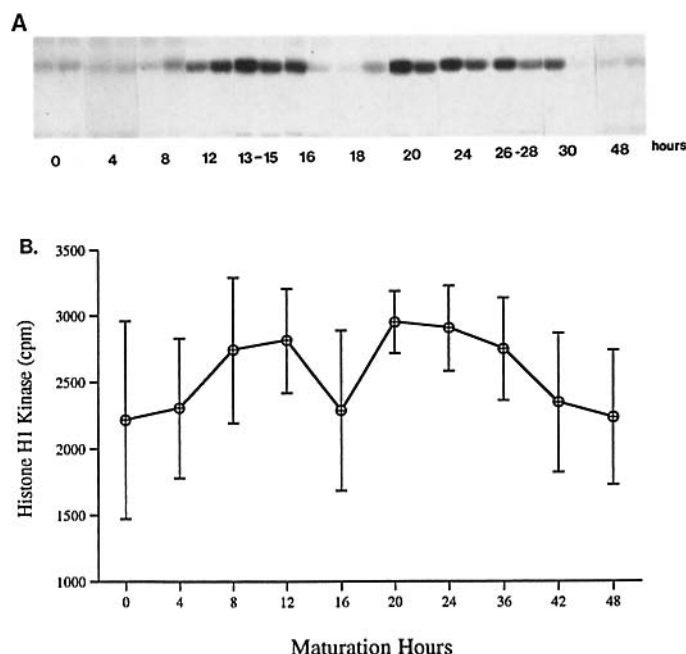 A
0 4 8 12 13-15 16 18 20 24 26-28 30 48 hours
B.
3500
3000
2500
2000
1500
1000
Histone H1 Kinase (cpm)
0 4 8 12 16 20 24 36 42 48
Maturation Hours